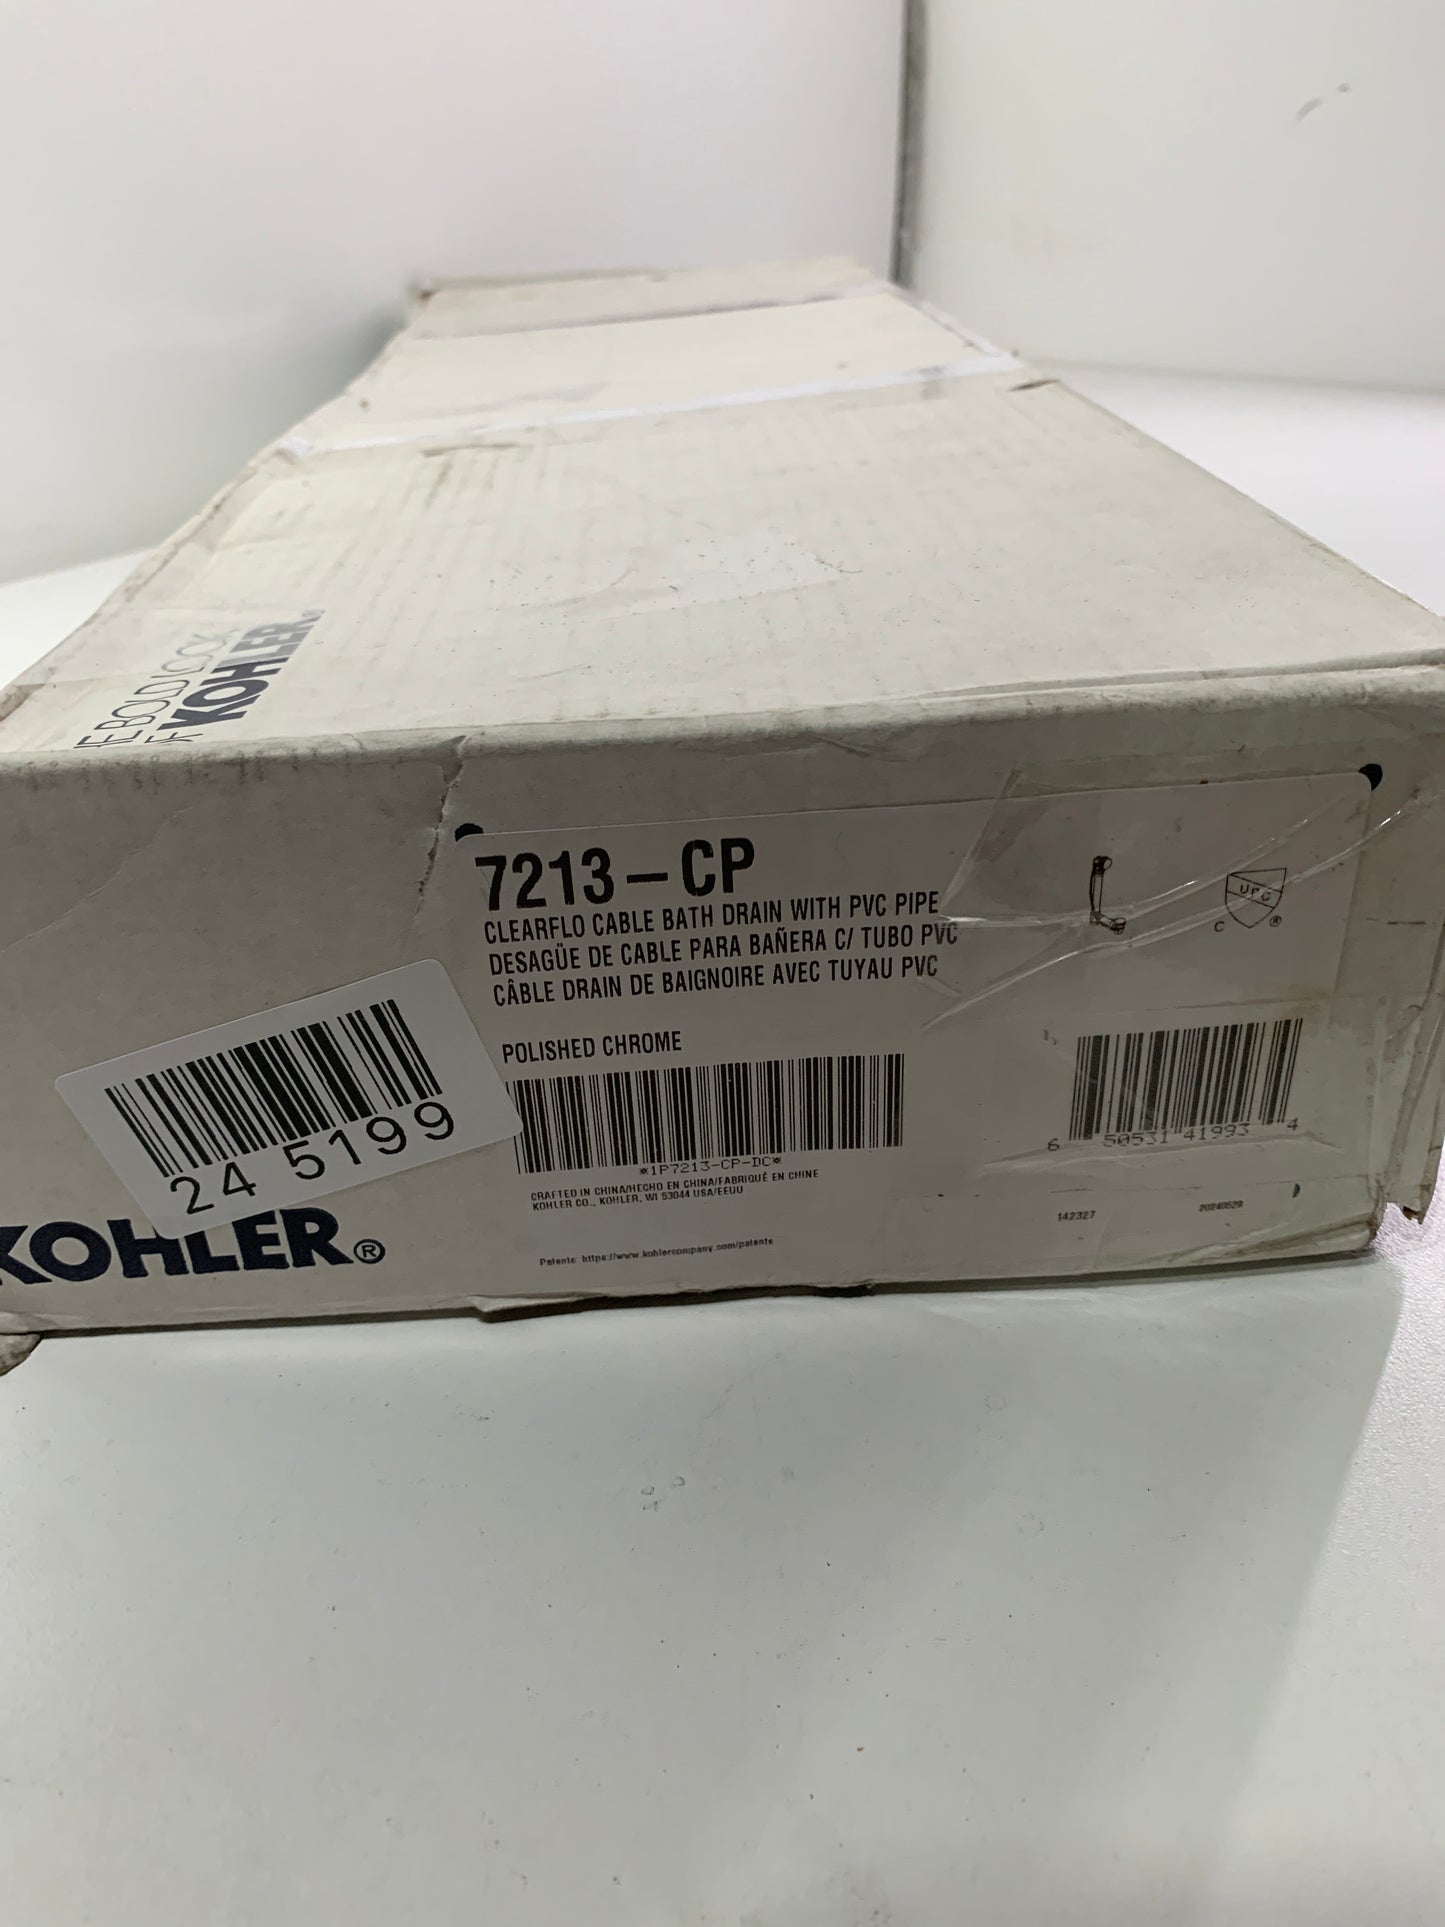 E BOLD LOOK
F KOHLER®
7213-CP
CLEARFLO CABLE BATH DRAIN WITH PVC PIPE
DESAGÜE DE CABLE PARA BAÑERA C/ TUBO PVC
CÂBLE DRAIN DE BAIGNOIRE AVEC TUYAU PVC
UPC
C ®
POLISHED CHROME
*1P7213-CP-DC*
6 50531 41993 4
CRAFTED IN CHINA/HECHO EN CHINA/FABRIQUÉ EN CHINE
KOHLER CO., KOHLER, WI 53044 USA/EEUU
142327
20240529
Patente: https://www.kohlercompany.com/patents
24 5199
KOHLER®